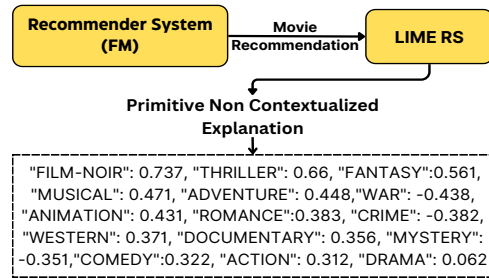 Recommender System
(FM)
Movie
Recommendation
LIME RS
Primitive Non Contextualized
Explanation
"FILM-NOIR": 0.737, "THRILLER": 0.66, "FANTASY":0.561,
"MUSICAL": 0.471, "ADVENTURE": 0.448,"WAR": -0.438,
"ANIMATION": 0.431, "ROMANCE":0.383, "CRIME": -0.382,
"WESTERN": 0.371, "DOCUMENTARY": 0.356, "MYSTERY":
-0.351,"COMEDY":0.322, "ACTION": 0.312, "DRAMA": 0.062